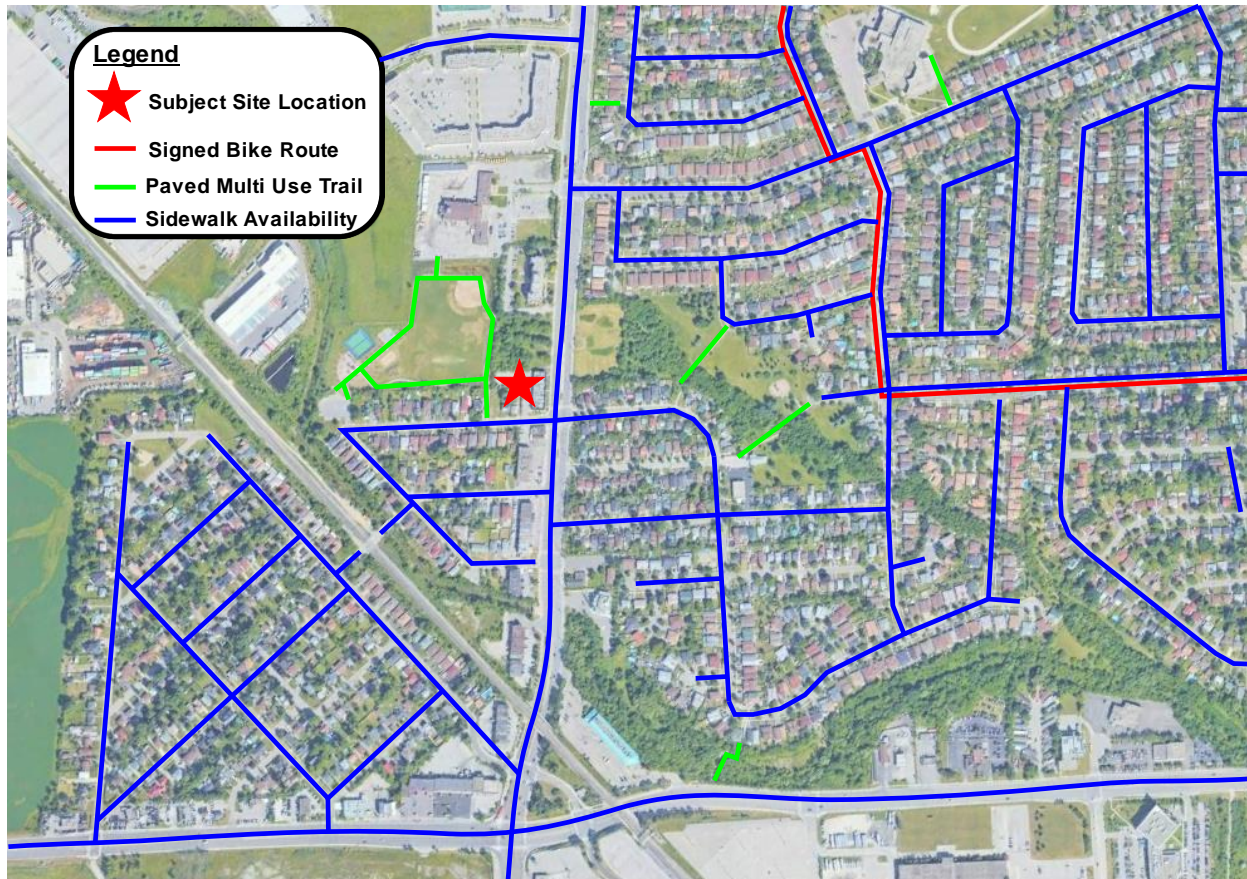 Legend
Subject Site Location
Signed Bike Route
Paved Multi Use Trail
Sidewalk Availability